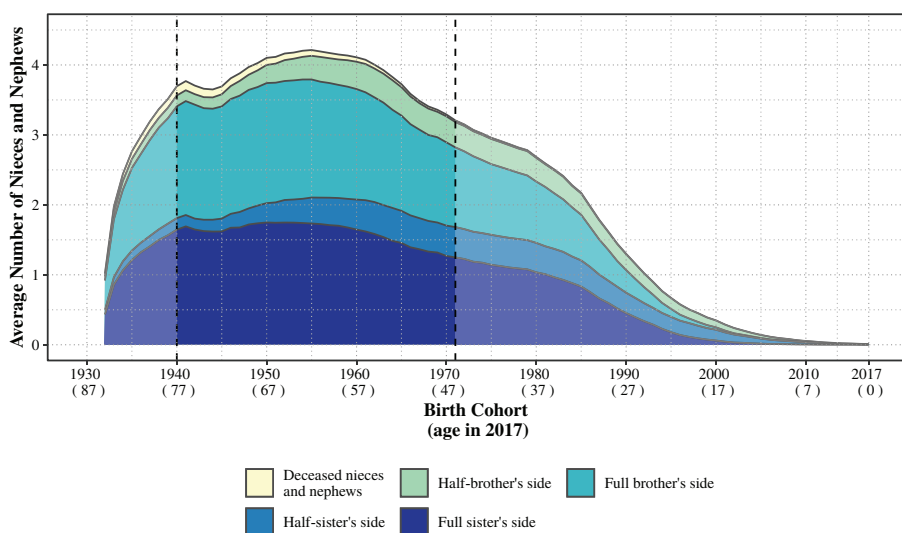 Average Number of Nieces and Nephews
4
3
2
1
0
1930 1940 1950 1960 1970 1980 1990 2000 2010 2017
( 87 ) ( 77 ) ( 67 ) ( 57 ) ( 47 ) ( 37 ) ( 27 ) ( 17 ) ( 7 ) ( 0 )
Birth Cohort
(age in 2017)
Deceased nieces
and nephews
Half-brother's side
Full brother's side
Half-sister's side
Full sister's side